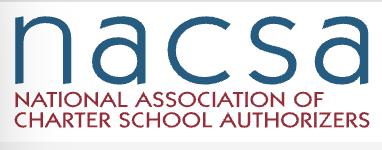 nacsa
NATIONAL ASSOCIATION OF
CHARTER SCHOOL AUTHORIZERS